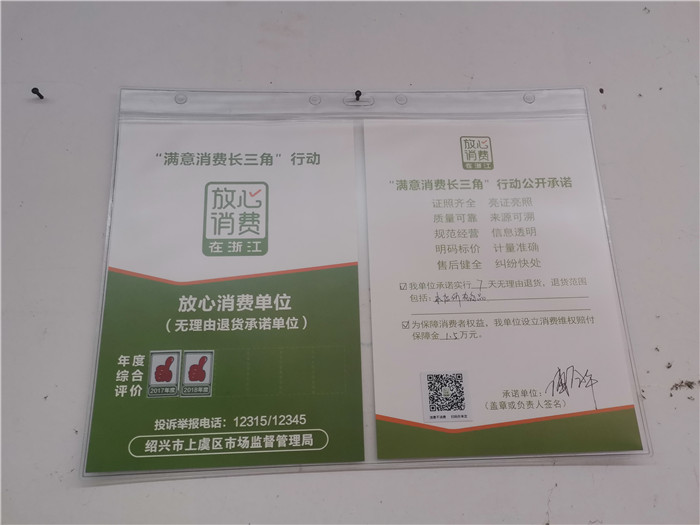 "满意消费长三角"行动
放心
消费
在浙江
放心消费单位
（无理由退货承诺单位）
年度
综合
评价
2017年度
2018年度
投诉举报电话：12315/12345
绍兴市上虞区市场监督管理局
放心
消费
在浙江
"满意消费长三角"行动公开承诺
证照齐全 亮证亮照
质量可靠 来源可溯
规范经营 信息透明
明码标价 计量准确
售后健全 纠纷快处
☑我单位承诺实行 7 天无理由退货，退货范围
包括：
☑为保障消费者权益，我单位设立消费维权赔付
保障金 1.5 万元。
承诺单位：
（盖章或负责人签名）